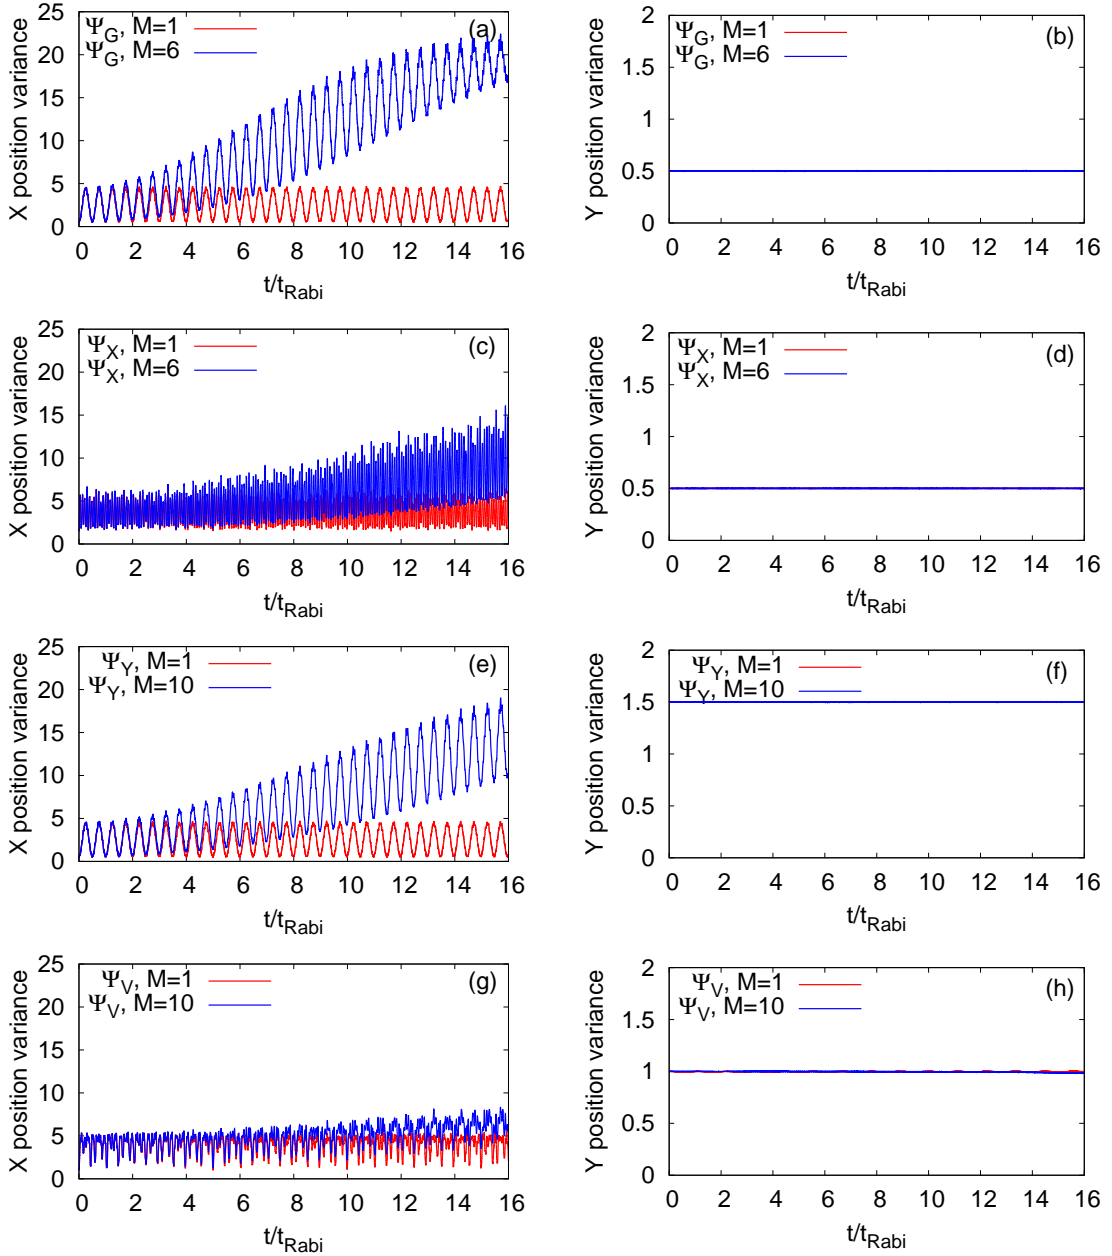 X position variance
25
20
15
10
5
0
Ψ_G, M=1
Ψ_G, M=6
(a)
0 2 4 6 8 10 12 14 16
t/t_Rabi
Y position variance
2
1.5
1
0.5
0
Ψ_G, M=1
Ψ_G, M=6
(b)
0 2 4 6 8 10 12 14 16
t/t_Rabi
X position variance
25
20
15
10
5
0
Ψ_X, M=1
Ψ_X, M=6
(c)
0 2 4 6 8 10 12 14 16
t/t_Rabi
Y position variance
2
1.5
1
0.5
0
Ψ_X, M=1
Ψ_X, M=6
(d)
0 2 4 6 8 10 12 14 16
t/t_Rabi
X position variance
25
20
15
10
5
0
Ψ_Y, M=1
Ψ_Y, M=10
(e)
0 2 4 6 8 10 12 14 16
t/t_Rabi
Y position variance
2
1.5
1
0.5
0
Ψ_Y, M=1
Ψ_Y, M=10
(f)
0 2 4 6 8 10 12 14 16
t/t_Rabi
X position variance
25
20
15
10
5
0
Ψ_V, M=1
Ψ_V, M=10
(g)
0 2 4 6 8 10 12 14 16
t/t_Rabi
Y position variance
2
1.5
1
0.5
0
Ψ_V, M=1
Ψ_V, M=10
(h)
0 2 4 6 8 10 12 14 16
t/t_Rabi